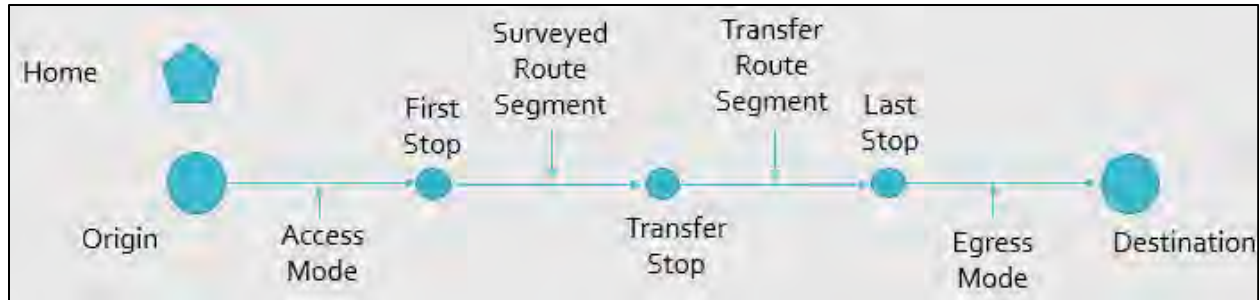 Home
Surveyed
Route
Segment
Transfer
Route
Segment
First
Stop
Last
Stop
Origin
Access
Mode
Transfer
Stop
Egress
Mode
Destination